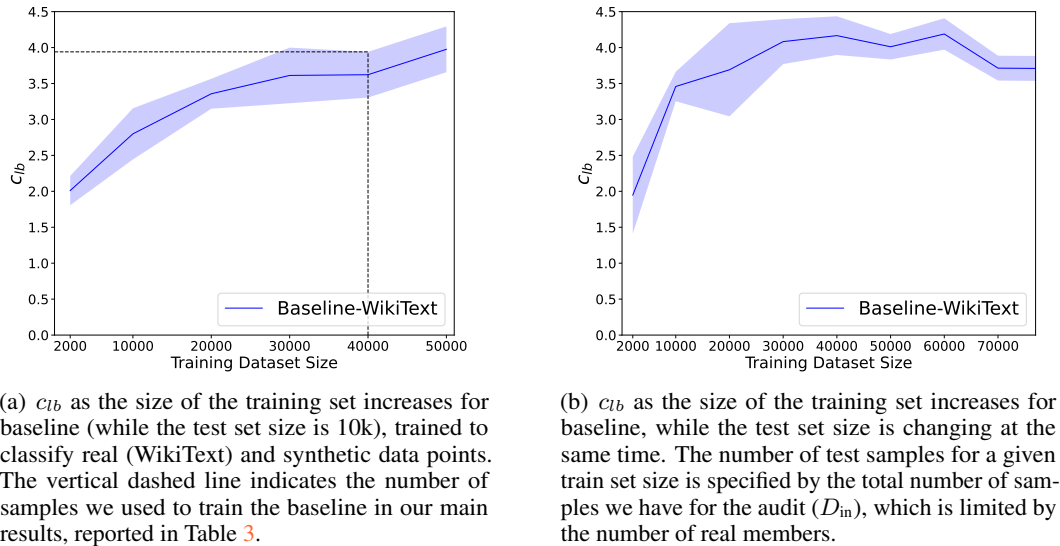 4.5
4.0
3.5
3.0
2.5
2.0
1.5
1.0
0.5
0.0
c_lb
Baseline-WikiText
2000 10000 20000 30000 40000 50000
Training Dataset Size
4.5
4.0
3.5
3.0
2.5
2.0
1.5
1.0
0.5
0.0
c_lb
Baseline-WikiText
2000 10000 20000 30000 40000 50000 60000 70000
Training Dataset Size
(a) c_lb as the size of the training set increases for
baseline (while the test set size is 10k), trained to
classify real (WikiText) and synthetic data points.
The vertical dashed line indicates the number of
samples we used to train the baseline in our main
results, reported in Table 3.
(b) c_lb as the size of the training set increases for
baseline, while the test set size is changing at the
same time. The number of test samples for a given
train set size is specified by the total number of sam-
ples we have for the audit (D_in), which is limited by
the number of real members.